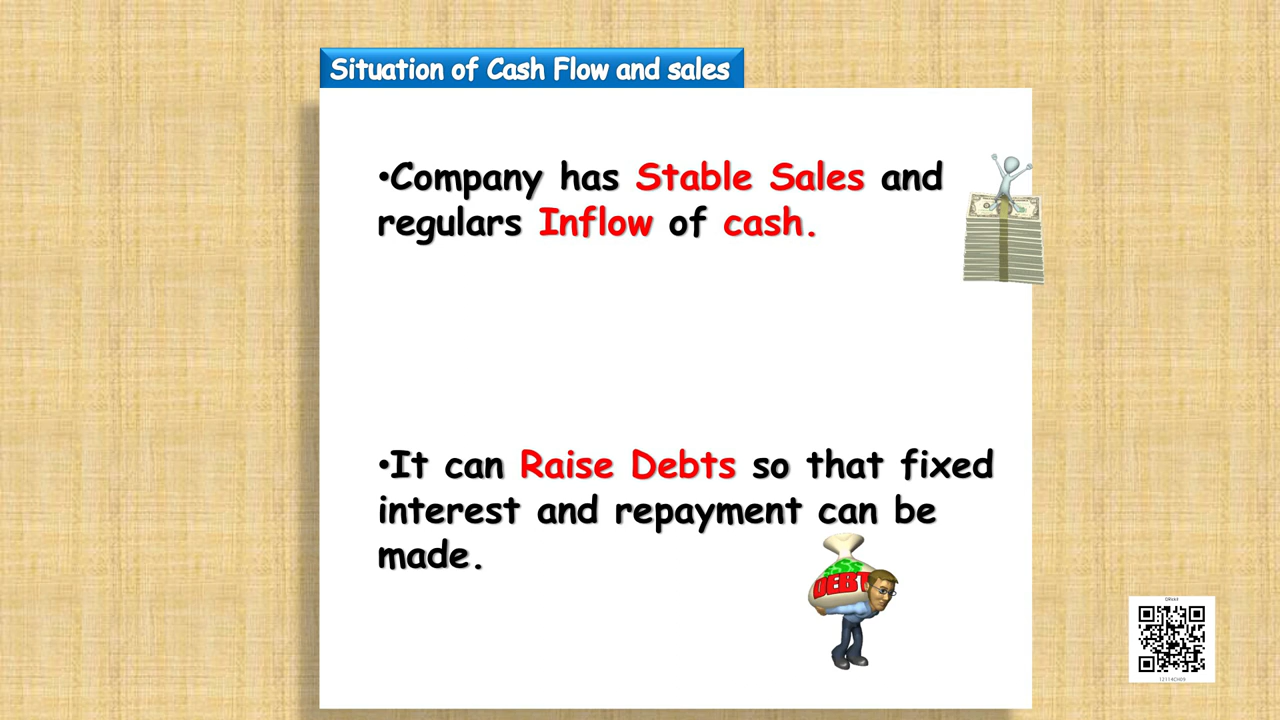 Situation of Cash Flow and sales
•Company has Stable Sales and
regulars Inflow of cash.
•It can Raise Debts so that fixed
interest and repayment can be
made.
DEBT
12114CH09